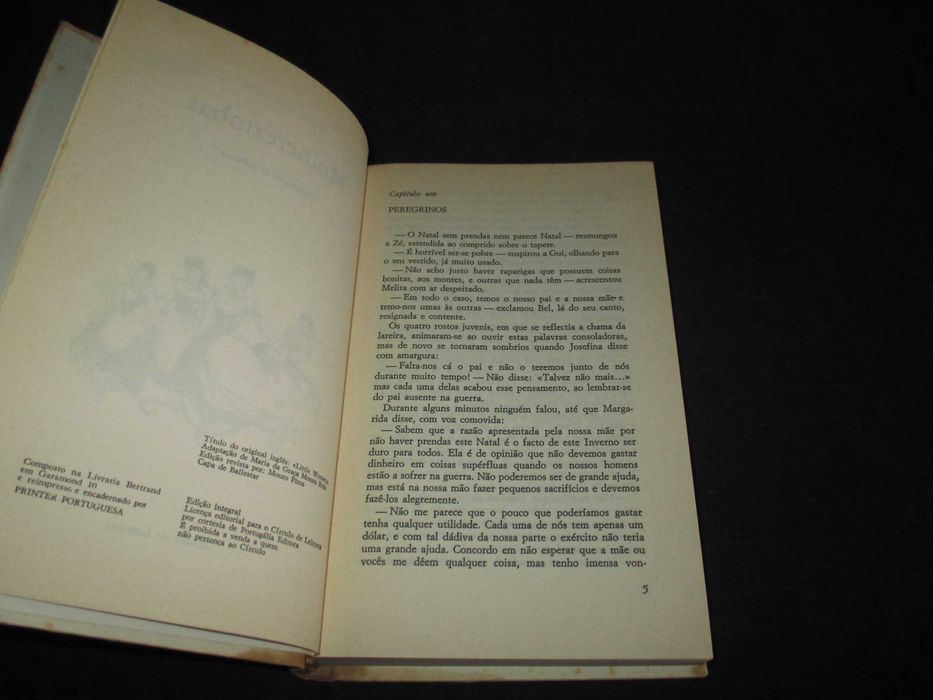 Título do original inglês: «Little Women»
Adaptação de Maria da Graça Moura Brás
Edição revista por: Mouro Pires
Capa de Ballestar
Composto na Livraria Bertrand
em Garamond 10
e reimpresso e encadernado por
PRINTER PORTUGUESA
Edição integral
Licença editorial para o Círculo de Leitores
por cortesia de Portugália Editora
É proibida a venda a quem
não pertença ao Círculo
Capítulo um
PEREGRINOS
— O Natal sem prendas nem parece Natal — resmungou
a Zé, estendida ao comprido sobre o tapete.
— É horrível ser-se pobre — suspirou a Gui, olhando para
o seu vestido, já muito usado.
— Não acho justo haver raparigas que possuem coisas
bonitas, aos montes, e outras que nada têm — acrescentou
Melita com ar despeitado.
— Em todo o caso, temos o nosso pai e a nossa mãe e
temo-nos umas às outras — exclamou Bel, lá do seu canto,
resignada e contente.
Os quatro rostos juvenis, em que se reflectia a chama da
lareira, animaram-se ao ouvir estas palavras consoladoras,
mas de novo se tornaram sombrios quando Josefina disse
com amargura:
— Falta-nos cá o pai e não o teremos junto de nós
durante muito tempo! — Não disse: «Talvez não mais...»
mas cada uma delas acabou esse pensamento, ao lembrar-se
do pai ausente na guerra.
Durante alguns minutos ninguém falou, até que Marga-
rida disse, com voz comovida:
— Sabem que a razão apresentada pela nossa mãe por
não haver prendas este Natal é o facto de este Inverno ser
duro para todos. Ela é de opinião que não devemos gastar
dinheiro em coisas supérfluas quando os nossos homens
estão a sofrer na guerra. Não poderemos ser de grande ajuda,
mas está na nossa mão fazer pequenos sacrifícios e devemos
fazê-los alegremente.
— Não me parece que o pouco que poderíamos gastar
tenha qualquer utilidade. Cada uma de nós tem apenas um
dólar, e com tal dádiva da nossa parte o exército não teria
uma grande ajuda. Concordo em não esperar que a mãe ou
vocês me dêem qualquer coisa, mas tenho imensa von-
5